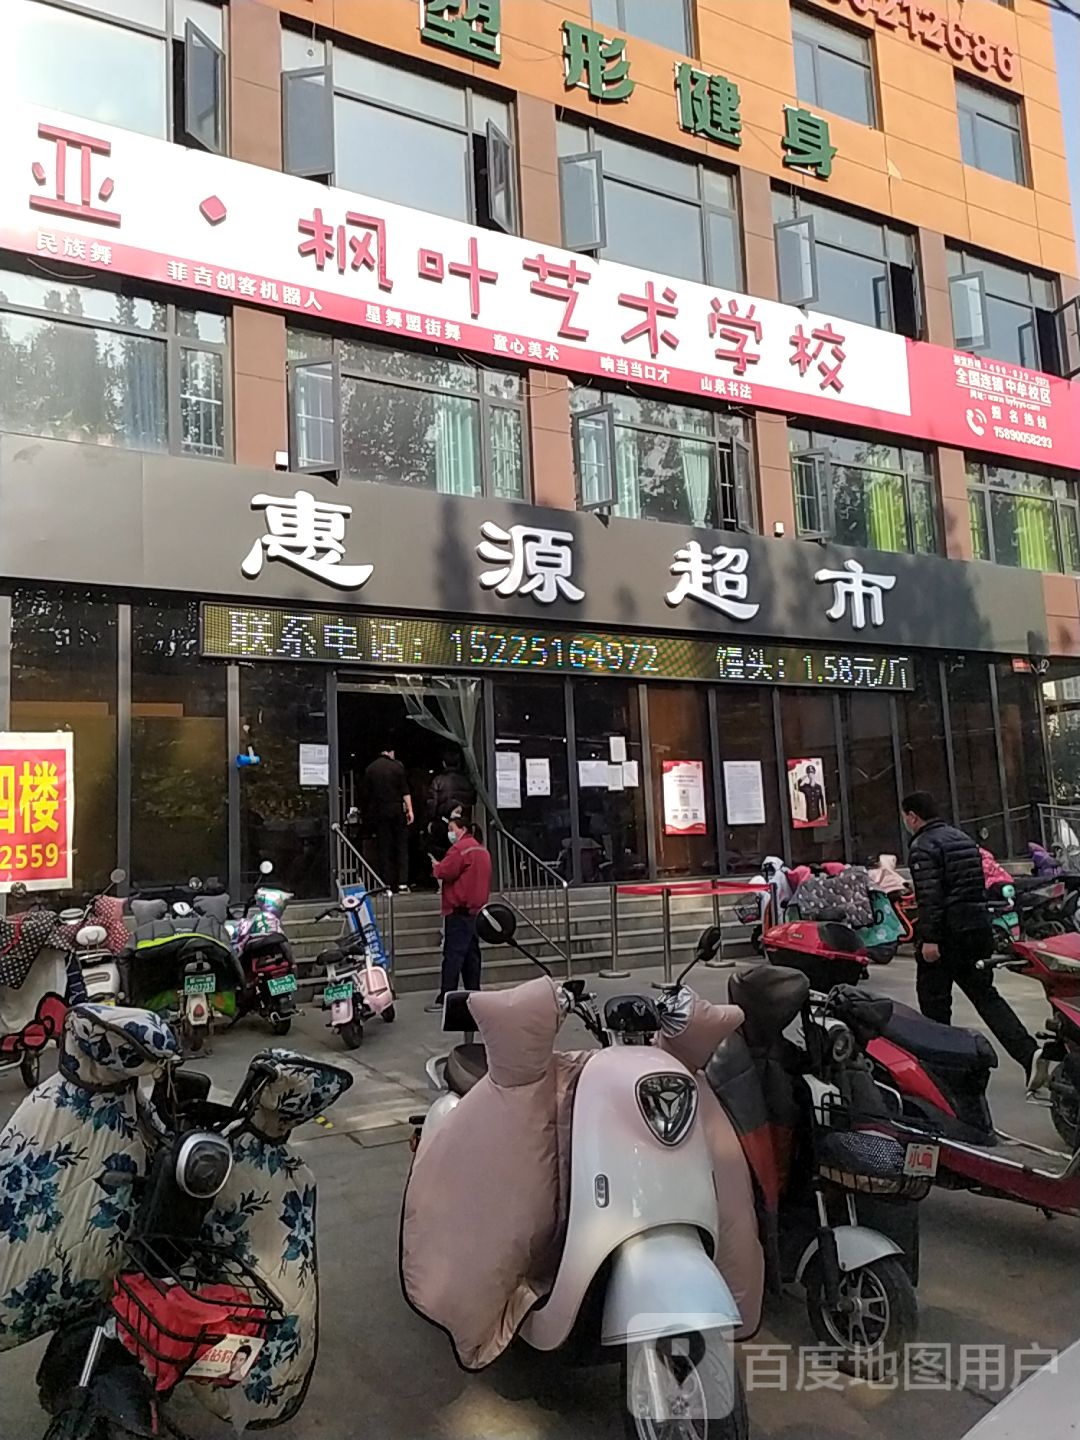 塑形健身
6212686
亚·枫叶艺术学校
民族舞 菲吉创客机器人 星舞盟街舞 童心美术 响当当口才 山泉书法
全国连锁 中牟校区
报名热线
15890058293
惠源超市
联系电话：15225164972 馒头：1.58元/斤
四楼
2559
小鸟
百度地图用户